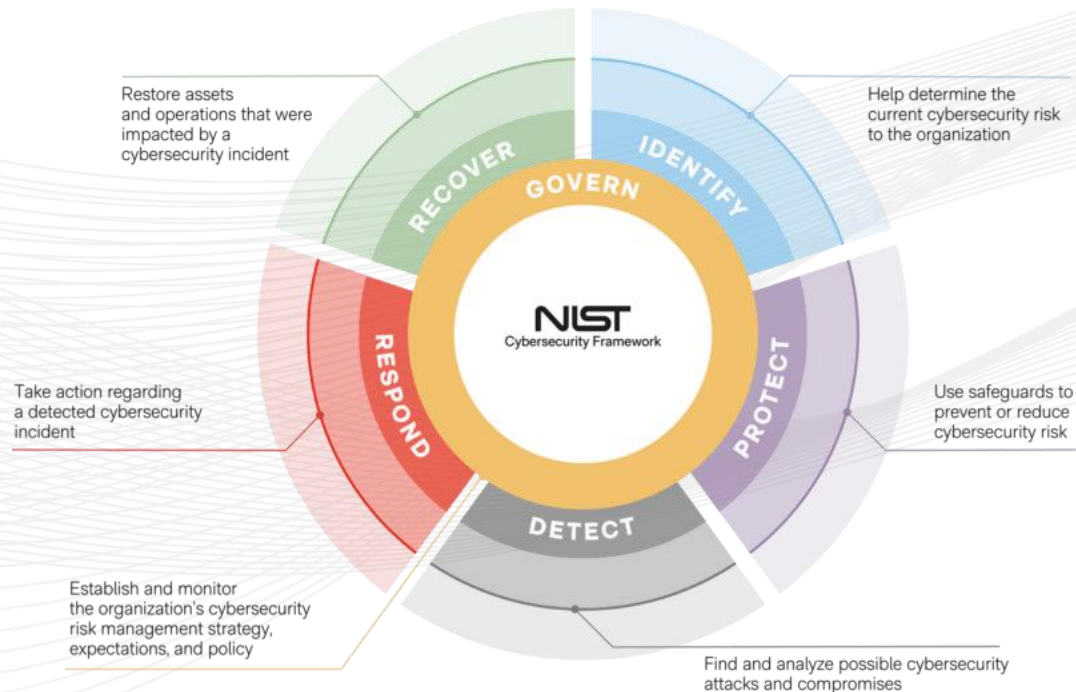 Restore assets
and operations that were
impacted by a
cybersecurity incident
Help determine the
current cybersecurity risk
to the organization
RECOVER
IDENTIFY
GOVERN
NIST
Cybersecurity Framework
RESPOND
PROTECT
DETECT
Take action regarding
a detected cybersecurity
incident
Use safeguards to
prevent or reduce
cybersecurity risk
Establish and monitor
the organization's cybersecurity
risk management strategy,
expectations, and policy
Find and analyze possible cybersecurity
attacks and compromises